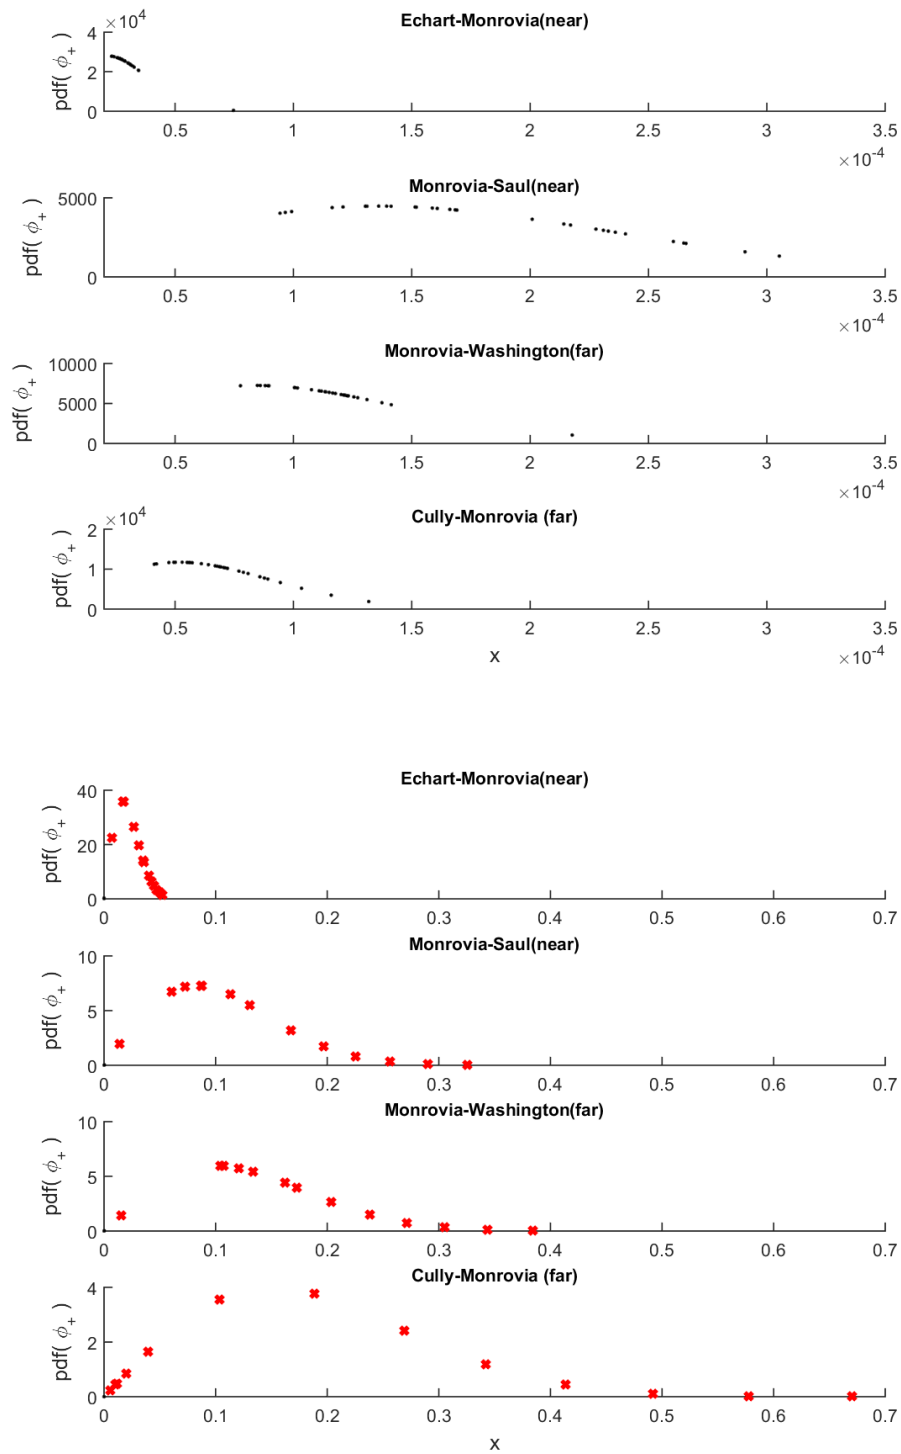 Echart-Monrovia(near)
×10^4
4
2
0
pdf( ϕ_+ )
0.5 1 1.5 2 2.5 3 3.5
×10^-4
Monrovia-Saul(near)
5000
0
pdf( ϕ_+ )
0.5 1 1.5 2 2.5 3 3.5
×10^-4
Monrovia-Washington(far)
10000
5000
0
pdf( ϕ_+ )
0.5 1 1.5 2 2.5 3 3.5
×10^-4
Cully-Monrovia (far)
×10^4
2
1
0
pdf( ϕ_+ )
0.5 1 1.5 2 2.5 3 3.5
x
×10^-4
Echart-Monrovia(near)
40
20
0
pdf( ϕ_+ )
0 0.1 0.2 0.3 0.4 0.5 0.6 0.7
Monrovia-Saul(near)
10
5
0
pdf( ϕ_+ )
0 0.1 0.2 0.3 0.4 0.5 0.6 0.7
Monrovia-Washington(far)
10
5
0
pdf( ϕ_+ )
0 0.1 0.2 0.3 0.4 0.5 0.6 0.7
Cully-Monrovia (far)
4
2
0
pdf( ϕ_+ )
0 0.1 0.2 0.3 0.4 0.5 0.6 0.7
x